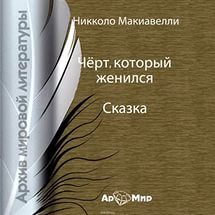 Никколо Макиавелли
Чёрт, который
женился
Сказка
Архив мировой литературы
АРМИР